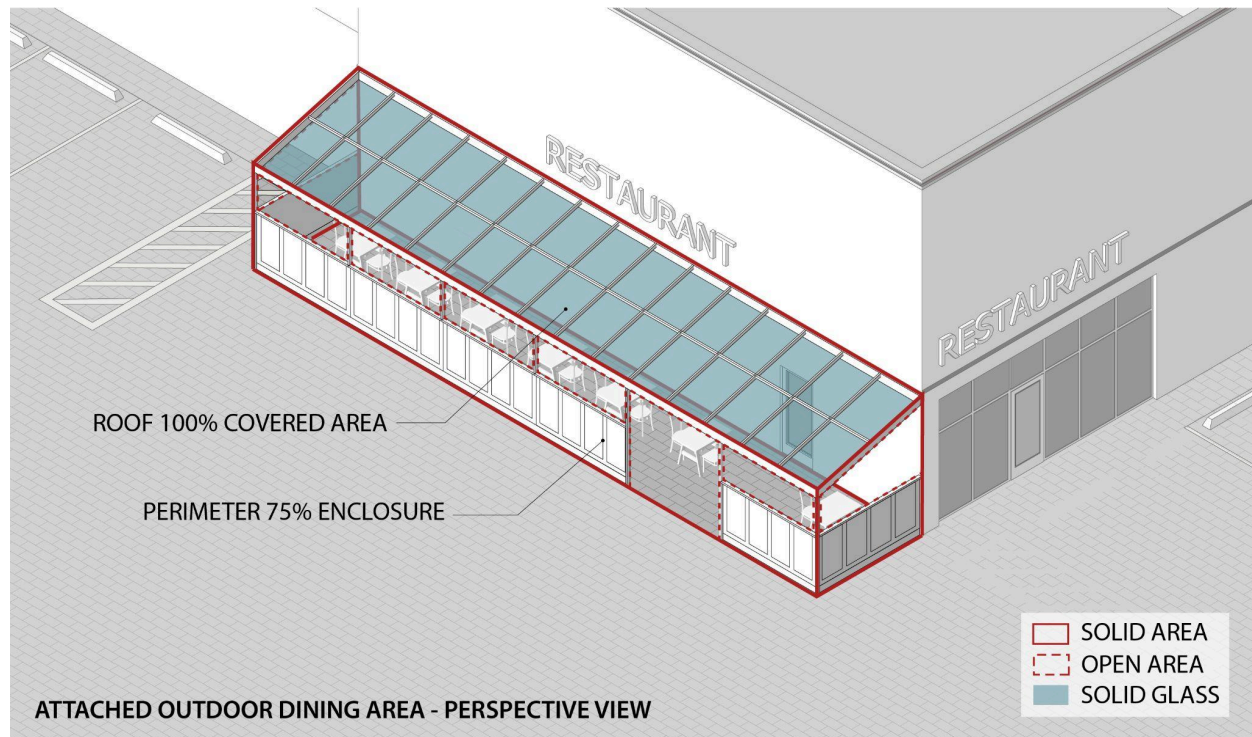 RESTAURANT
RESTAURANT
ROOF 100% COVERED AREA
PERIMETER 75% ENCLOSURE
SOLID AREA
OPEN AREA
SOLID GLASS
ATTACHED OUTDOOR DINING AREA - PERSPECTIVE VIEW